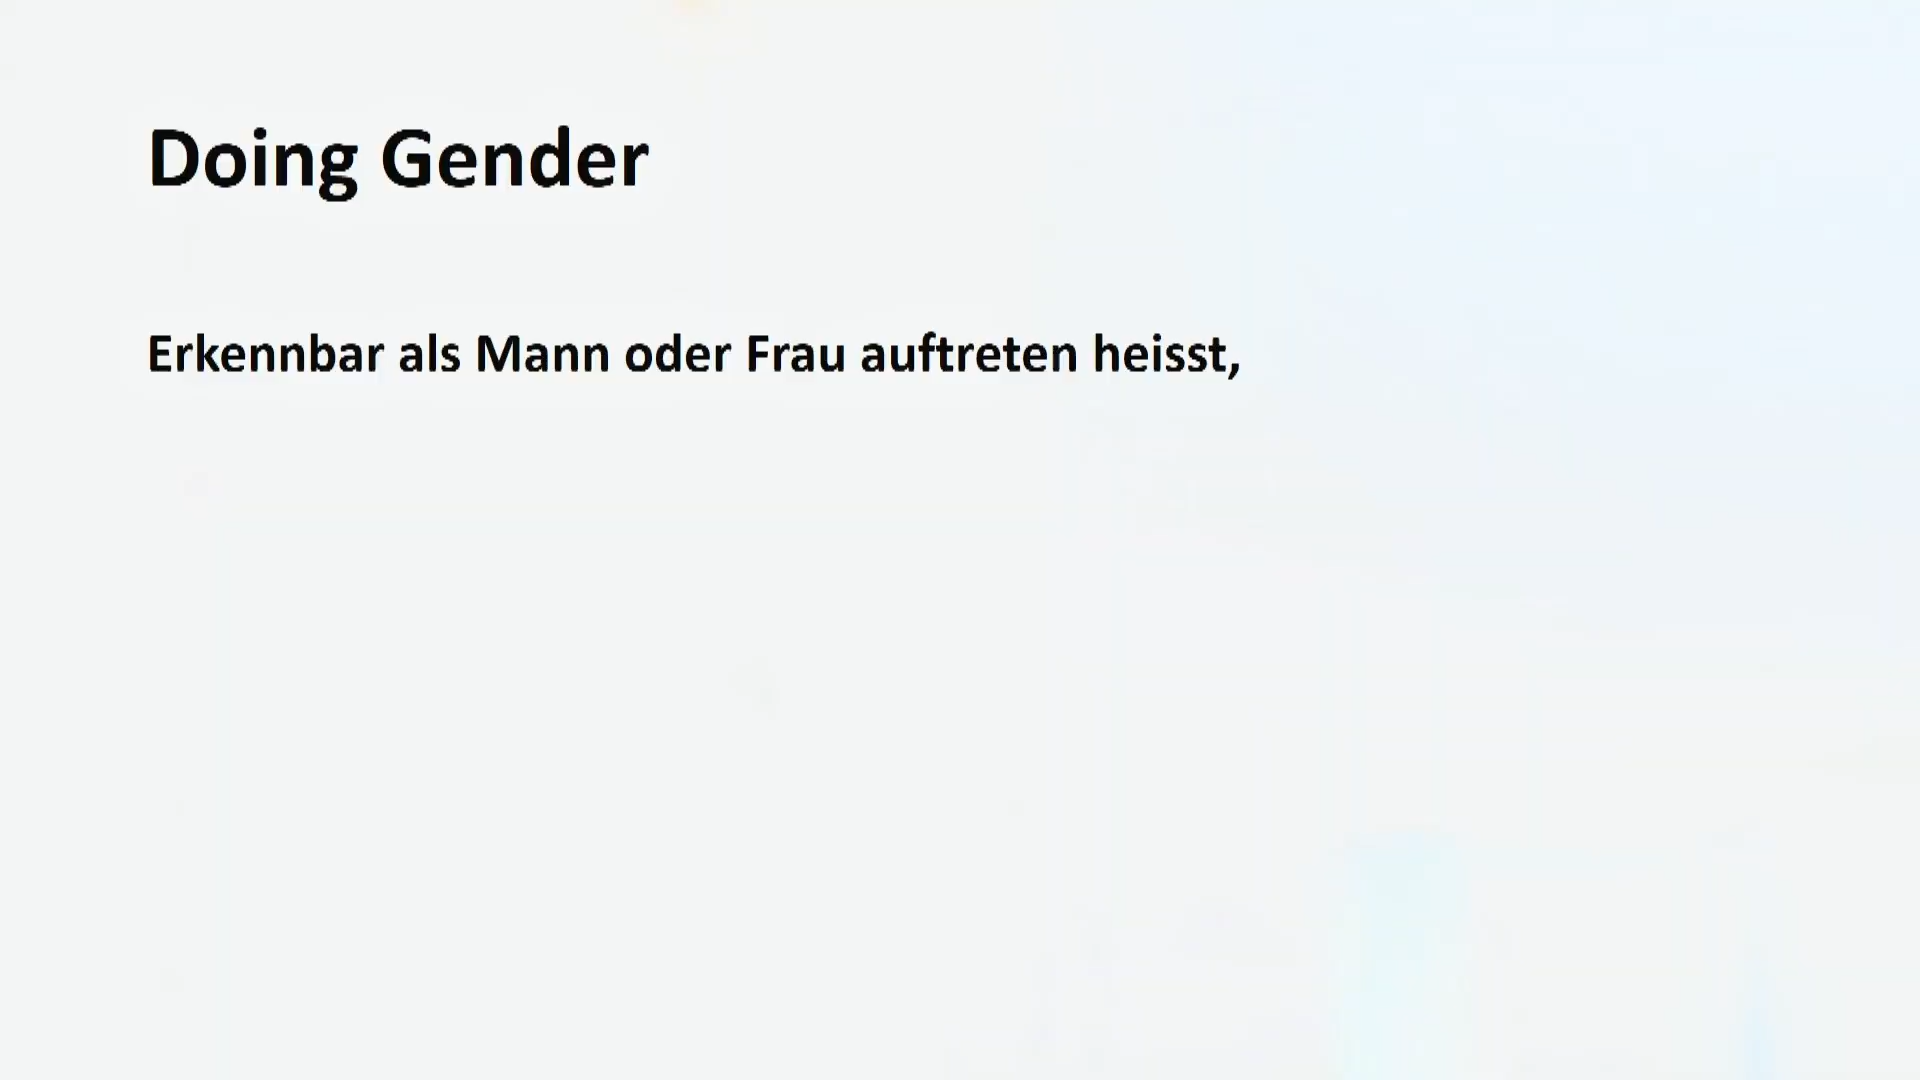 Doing Gender
Erkennbar als Mann oder Frau auftreten heisst,